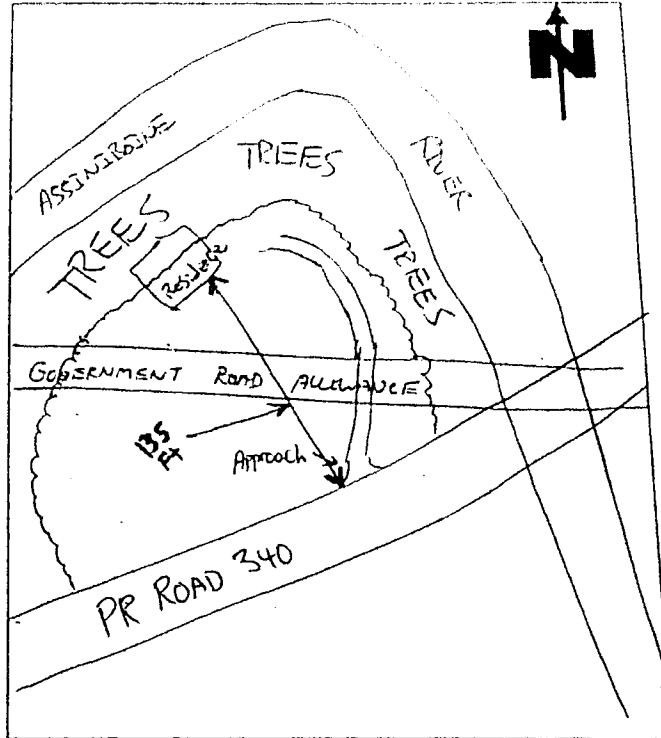 N
ASSINIBOINE
RIVER
TREES
TREES
TREES
Residence
GOVERNMENT ROAD ALLOWANCE
135 FT
Approach
PR ROAD 340